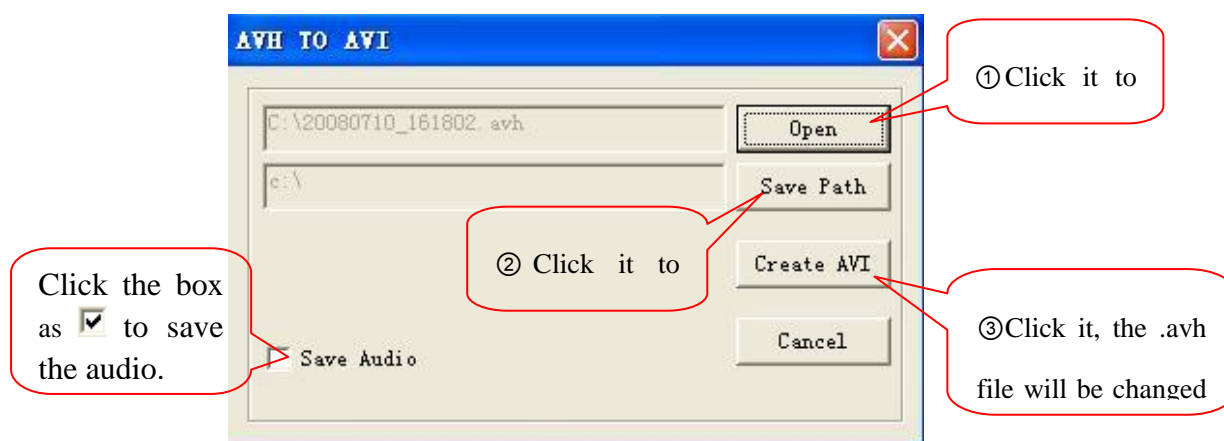 AVH TO AVI
①Click it to
C:\20080710_161802.avh
Open
c:\
Save Path
② Click it to
Create AVI
Click the box
as to save
the audio.
③Click it, the .avh
file will be changed
Save Audio
Cancel